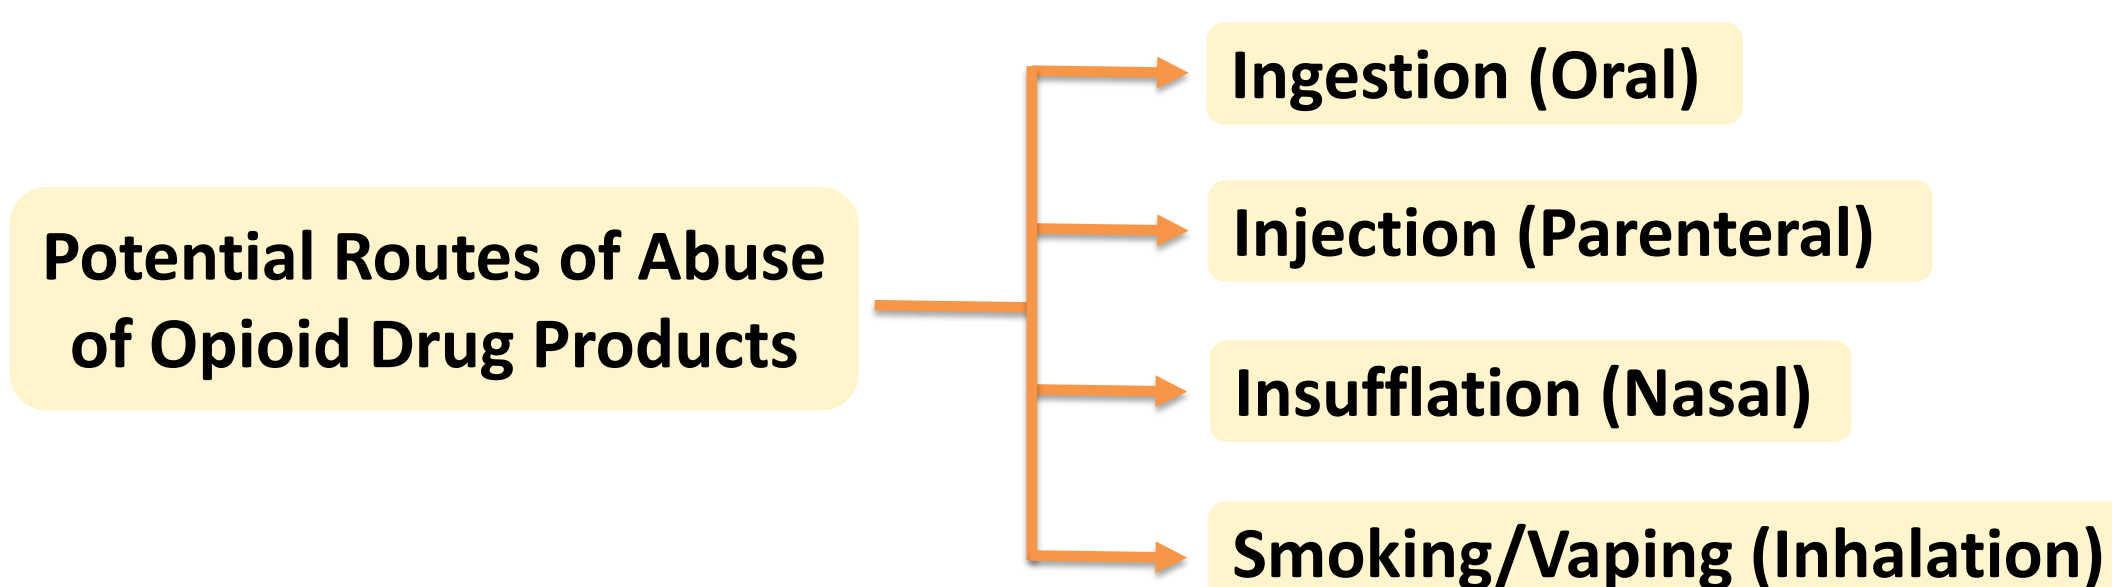 Potential Routes of Abuse
of Opioid Drug Products
Ingestion (Oral)
Injection (Parenteral)
Insufflation (Nasal)
Smoking/Vaping (Inhalation)